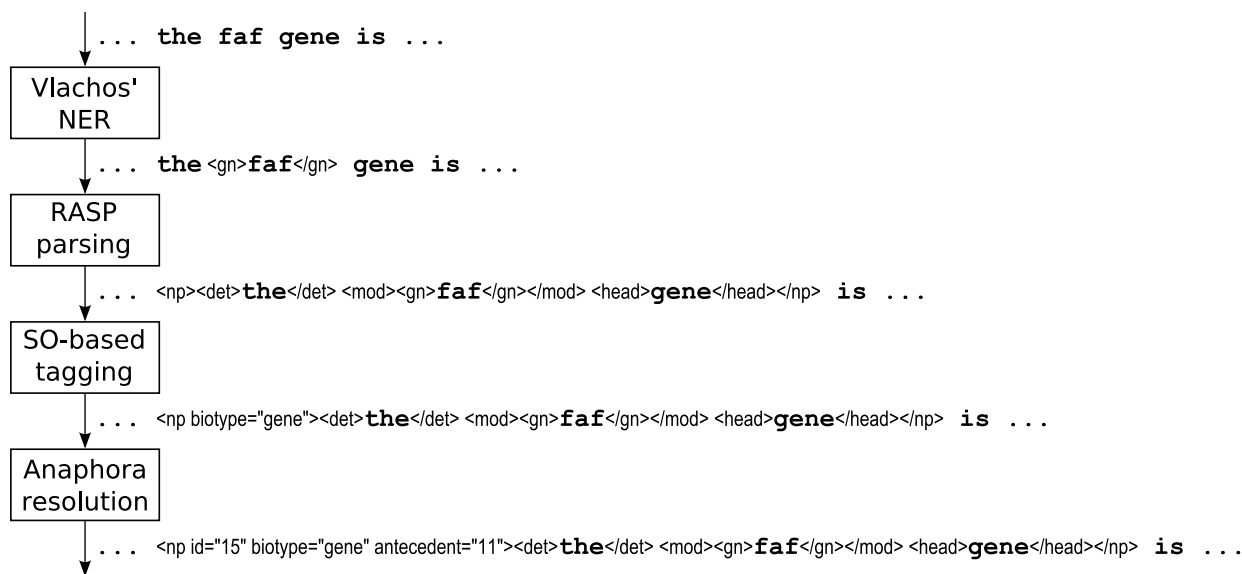 ... the faf gene is ...
Vlachos'
NER
... the <gn>faf</gn> gene is ...
RASP
parsing
... <np><det>the</det> <mod><gn>faf</gn></mod> <head>gene</head></np> is ...
SO-based
tagging
... <np biotype="gene"><det>the</det> <mod><gn>faf</gn></mod> <head>gene</head></np> is ...
Anaphora
resolution
... <np id="15" biotype="gene" antecedent="11"><det>the</det> <mod><gn>faf</gn></mod> <head>gene</head></np> is ...